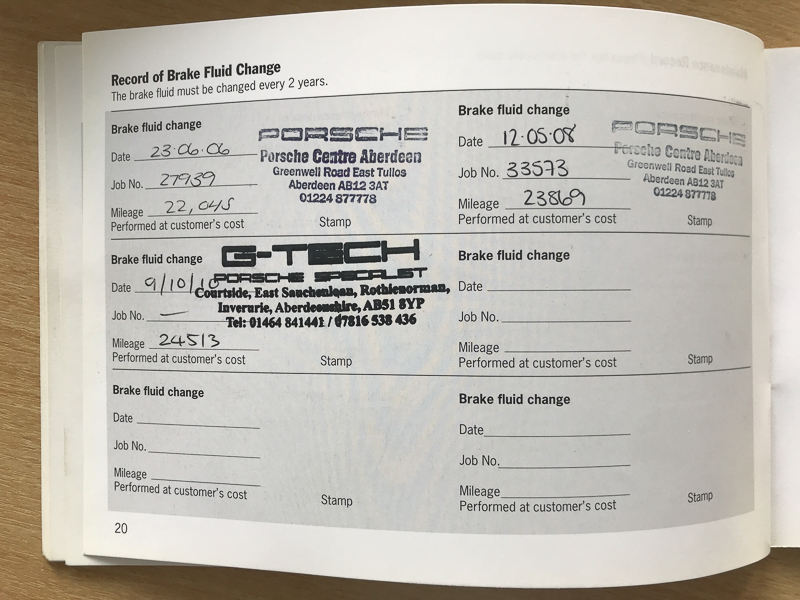 Record of Brake Fluid Change
The brake fluid must be changed every 2 years.
Brake fluid change
Date 23·06·06
Job No. 27939
Mileage 22,045
Performed at customer's cost
PORSCHE
Porsche Centre Aberdeen
Greenwell Road East Tullos
Aberdeen AB12 3AT
01224 877778
Stamp
Brake fluid change
Date 12·05·08
Job No. 33573
Mileage 23869
Performed at customer's cost
PORSCHE
Porsche Centre Aberdeen
Greenwell Road East Tullos
Aberdeen AB12 3AT
01224 877778
Stamp
Brake fluid change
Date 9/10/10
Job No. —
Mileage 24513
Performed at customer's cost
G-TECH
PORSCHE SPECIALIST
Courtside, East Sauchenloan, Rothienorman,
Inverurie, Aberdeenshire, AB51 8YP
Tel: 01464 841441 / 07816 538 436
Stamp
Brake fluid change
Date
Job No.
Mileage
Performed at customer's cost
Stamp
Brake fluid change
Date
Job No.
Mileage
Performed at customer's cost
Stamp
Brake fluid change
Date
Job No.
Mileage
Performed at customer's cost
Stamp
20